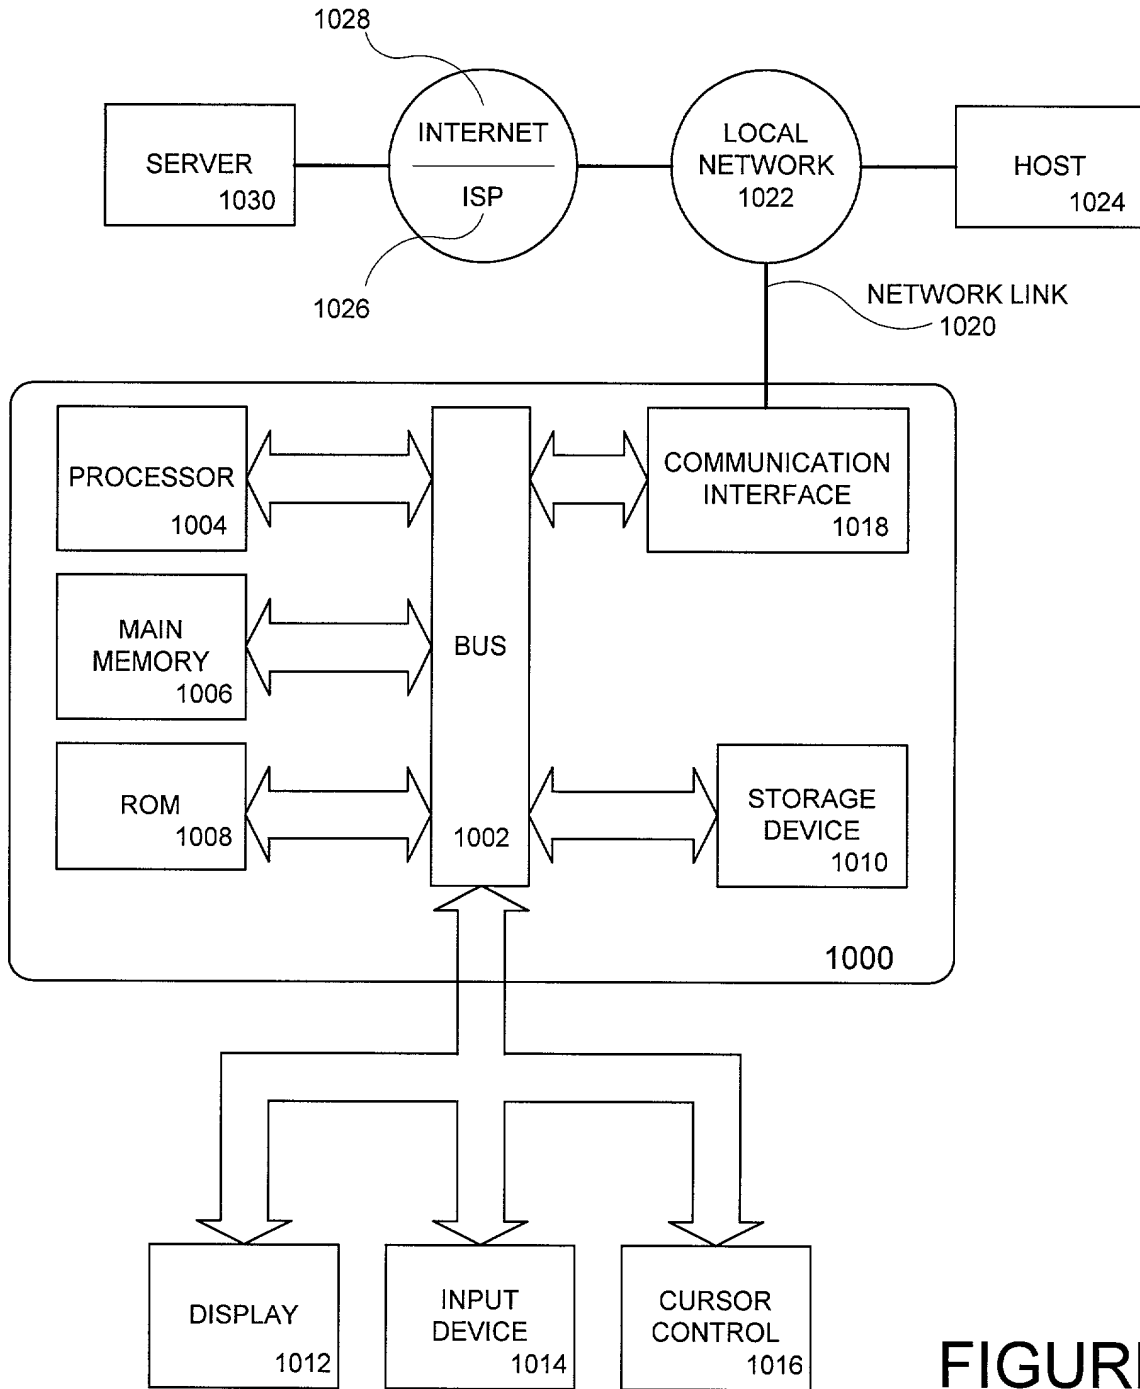 1028
SERVER
1030
INTERNET
ISP
LOCAL
NETWORK
1022
HOST
1024
1026
NETWORK LINK
1020
PROCESSOR
1004
BUS
1002
COMMUNICATION
INTERFACE
1018
MAIN
MEMORY
1006
ROM
1008
STORAGE
DEVICE
1010
1000
DISPLAY
1012
INPUT
DEVICE
1014
CURSOR
CONTROL
1016